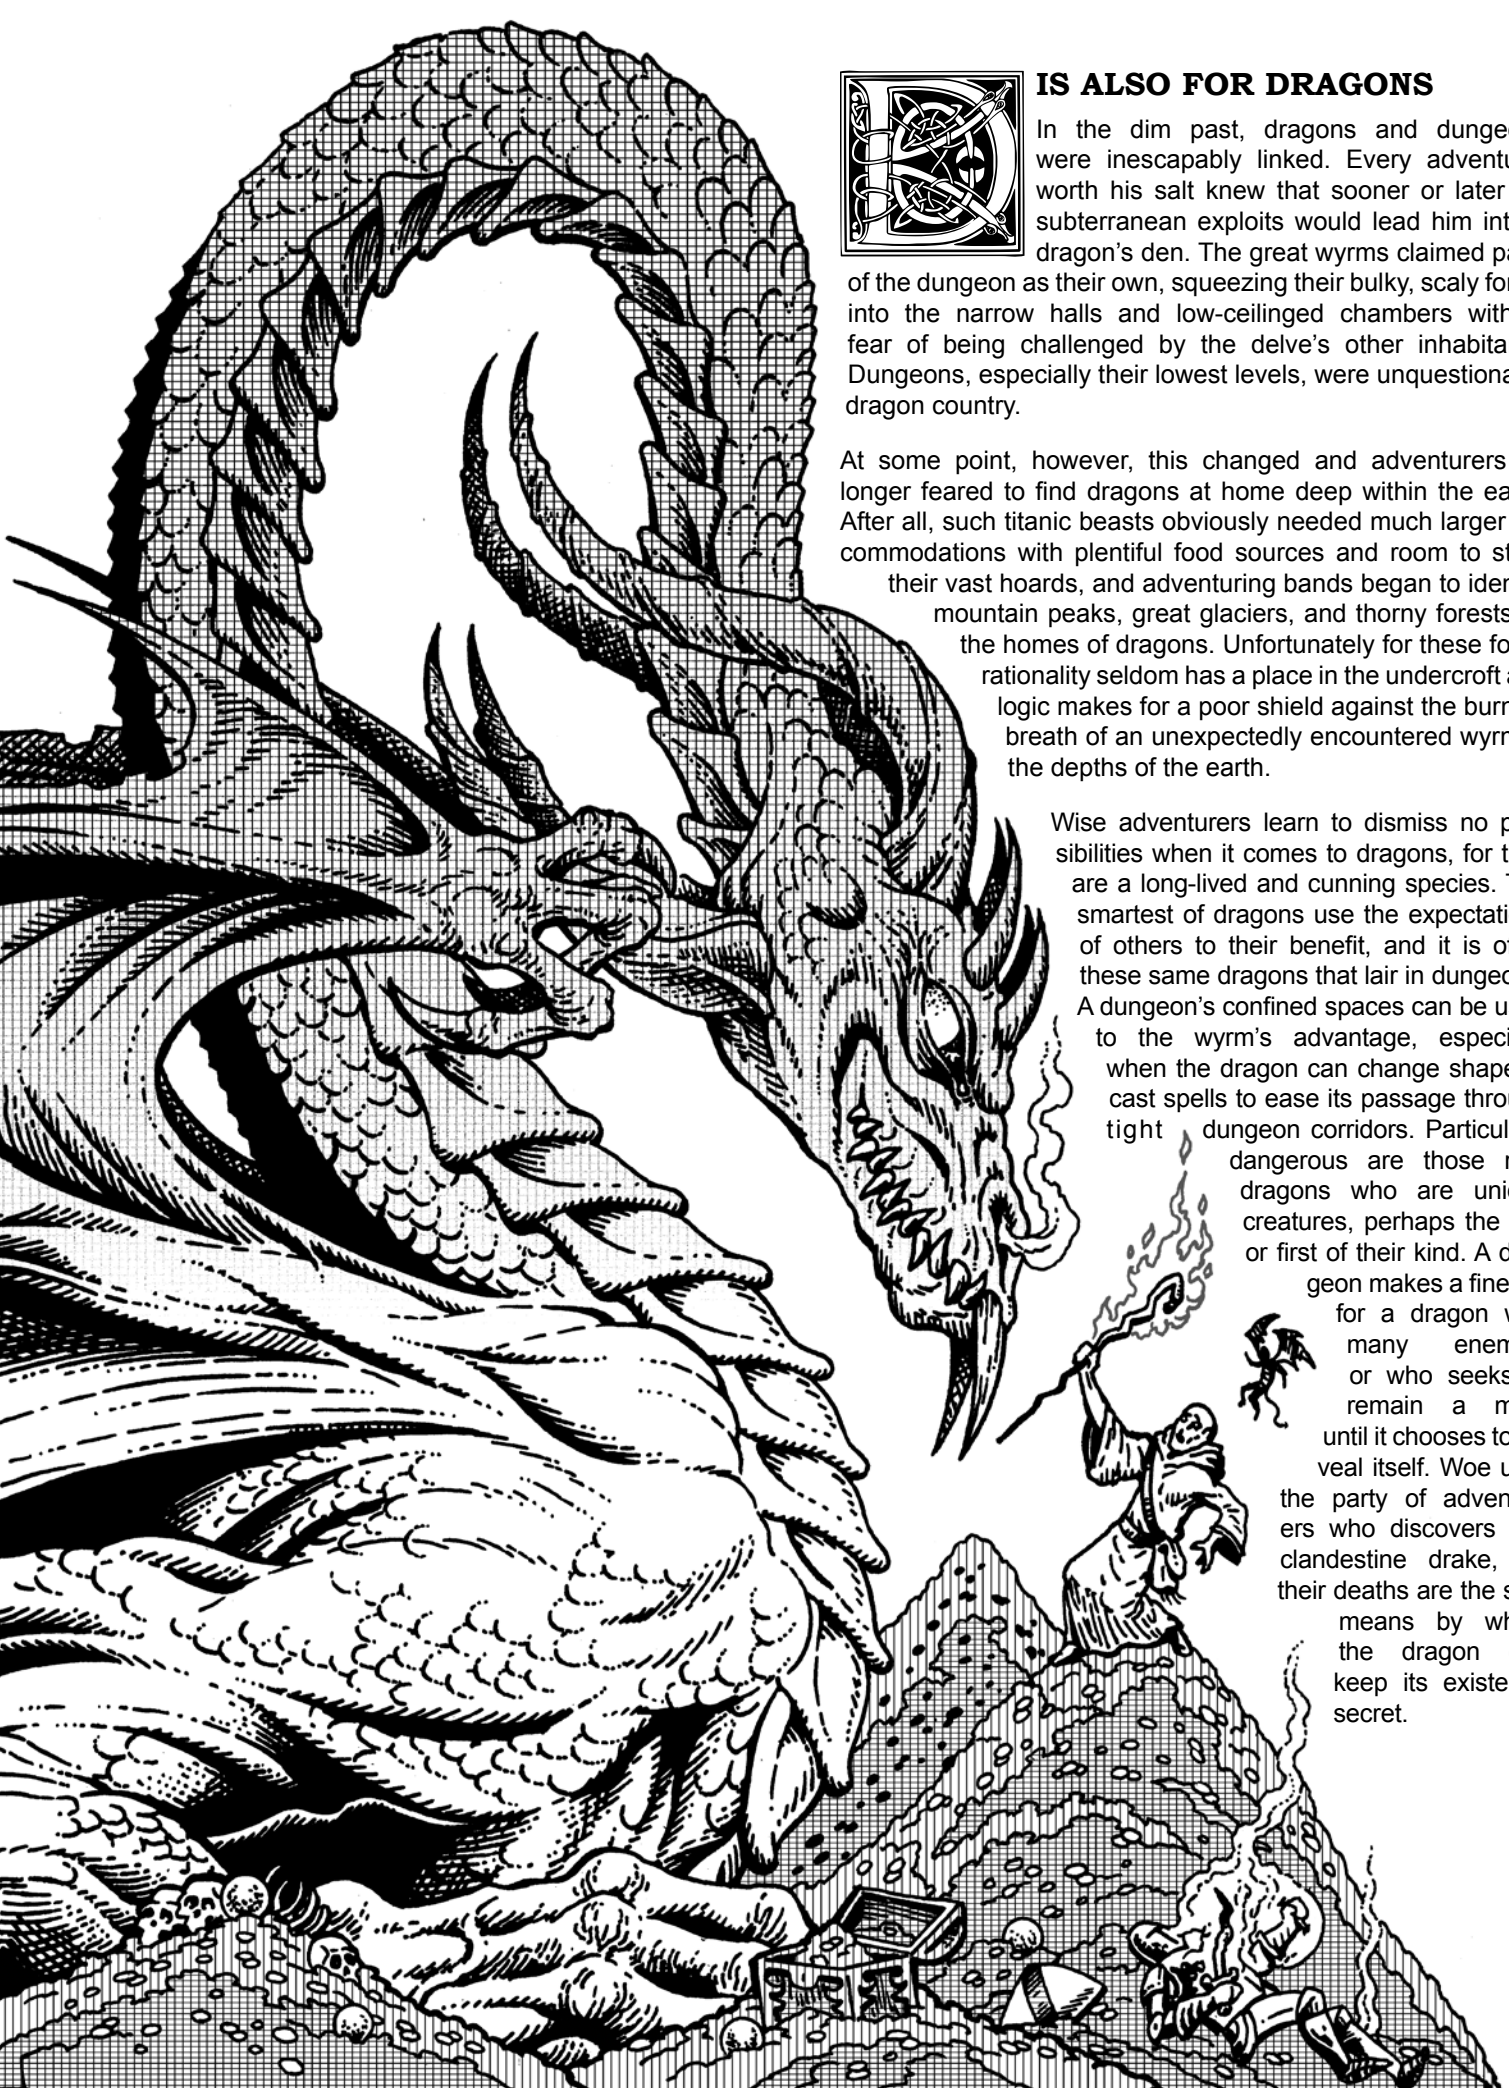 D IS ALSO FOR DRAGONS
In the dim past, dragons and dunge
were inescapably linked. Every adventu
worth his salt knew that sooner or later
subterranean exploits would lead him int
dragon's den. The great wyrms claimed pa
of the dungeon as their own, squeezing their bulky, scaly for
into the narrow halls and low-ceilinged chambers with
fear of being challenged by the delve's other inhabita
Dungeons, especially their lowest levels, were unquestiona
dragon country.
At some point, however, this changed and adventurers
longer feared to find dragons at home deep within the ea
After all, such titanic beasts obviously needed much larger
commodations with plentiful food sources and room to st
their vast hoards, and adventuring bands began to iden
mountain peaks, great glaciers, and thorny forests
the homes of dragons. Unfortunately for these fo
rationality seldom has a place in the undercroft a
logic makes for a poor shield against the burn
breath of an unexpectedly encountered wyrm
the depths of the earth.
Wise adventurers learn to dismiss no p
sibilities when it comes to dragons, for t
are a long-lived and cunning species. T
smartest of dragons use the expectati
of others to their benefit, and it is of
these same dragons that lair in dungeo
A dungeon's confined spaces can be u
to the wyrm's advantage, especi
when the dragon can change shape
cast spells to ease its passage throu
tight dungeon corridors. Particul
dangerous are those r
dragons who are uni
creatures, perhaps the
or first of their kind. A d
geon makes a fine
for a dragon w
many enem
or who seeks
remain a m
until it chooses to
veal itself. Woe u
the party of adven
ers who discovers
clandestine drake,
their deaths are the s
means by wh
the dragon
keep its existe
secret.